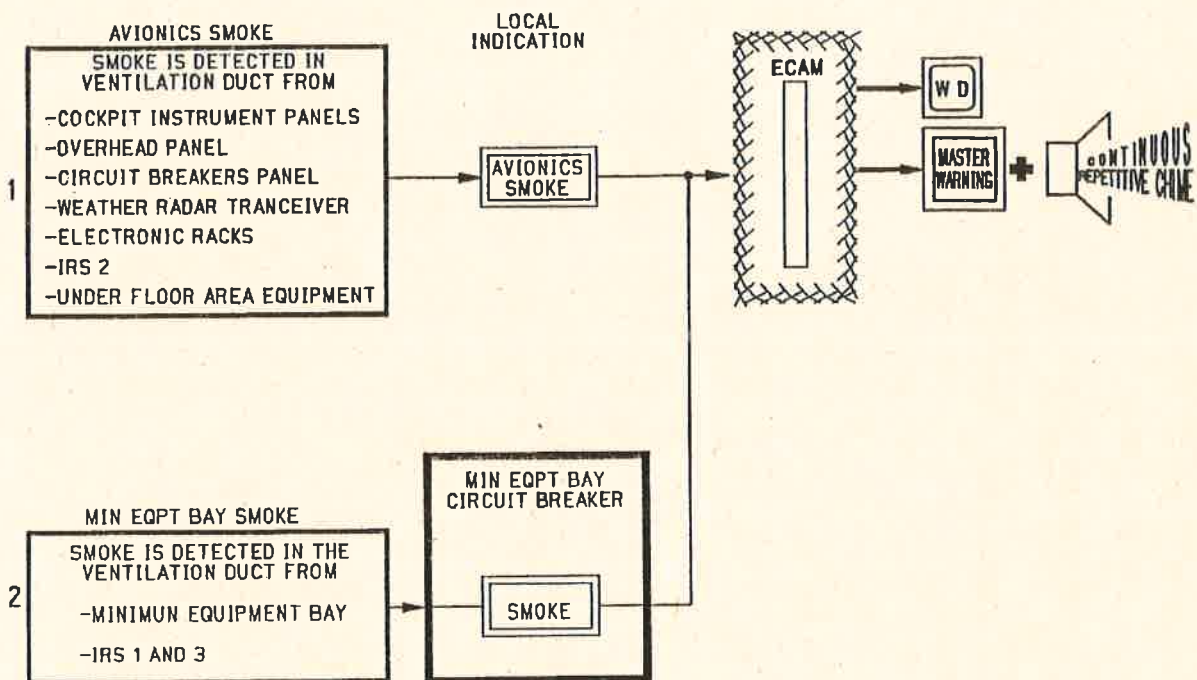 AVIONICS SMOKE
1
SMOKE IS DETECTED IN
VENTILATION DUCT FROM
-COCKPIT INSTRUMENT PANELS
-OVERHEAD PANEL
-CIRCUIT BREAKERS PANEL
-WEATHER RADAR TRANCEIVER
-ELECTRONIC RACKS
-IRS 2
-UNDER FLOOR AREA EQUIPMENT
LOCAL
INDICATION
AVIONICS
SMOKE
ECAM
W D
MASTER
WARNING
+
CONTINUOUS
REPETITIVE CHIME
MIN EQPT BAY SMOKE
2
SMOKE IS DETECTED IN THE
VENTILATION DUCT FROM
-MINIMUN EQUIPMENT BAY
-IRS 1 AND 3
MIN EQPT BAY
CIRCUIT BREAKER
SMOKE